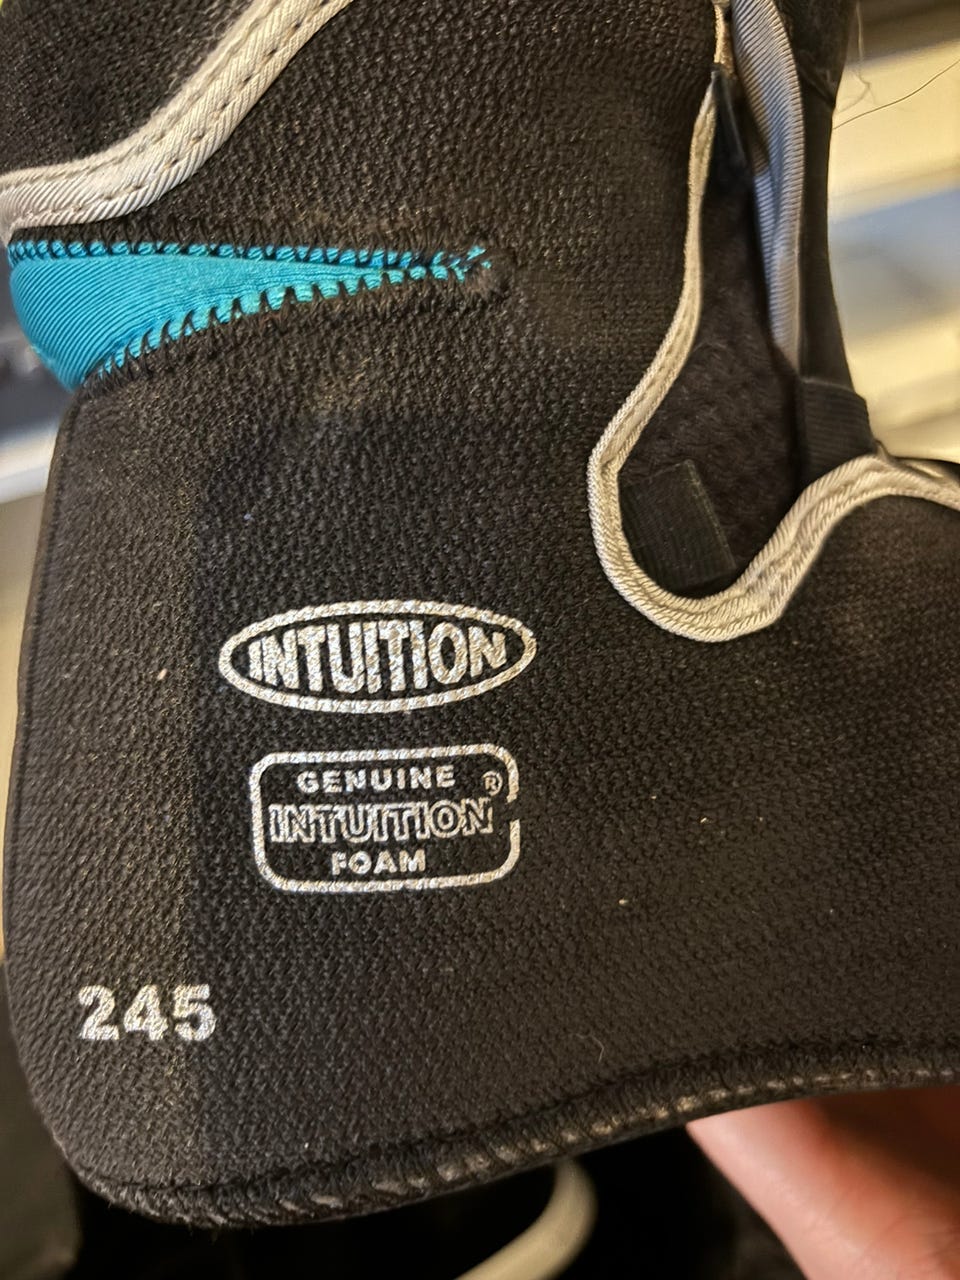 INTUITION
GENUINE
INTUITION®
FOAM
245